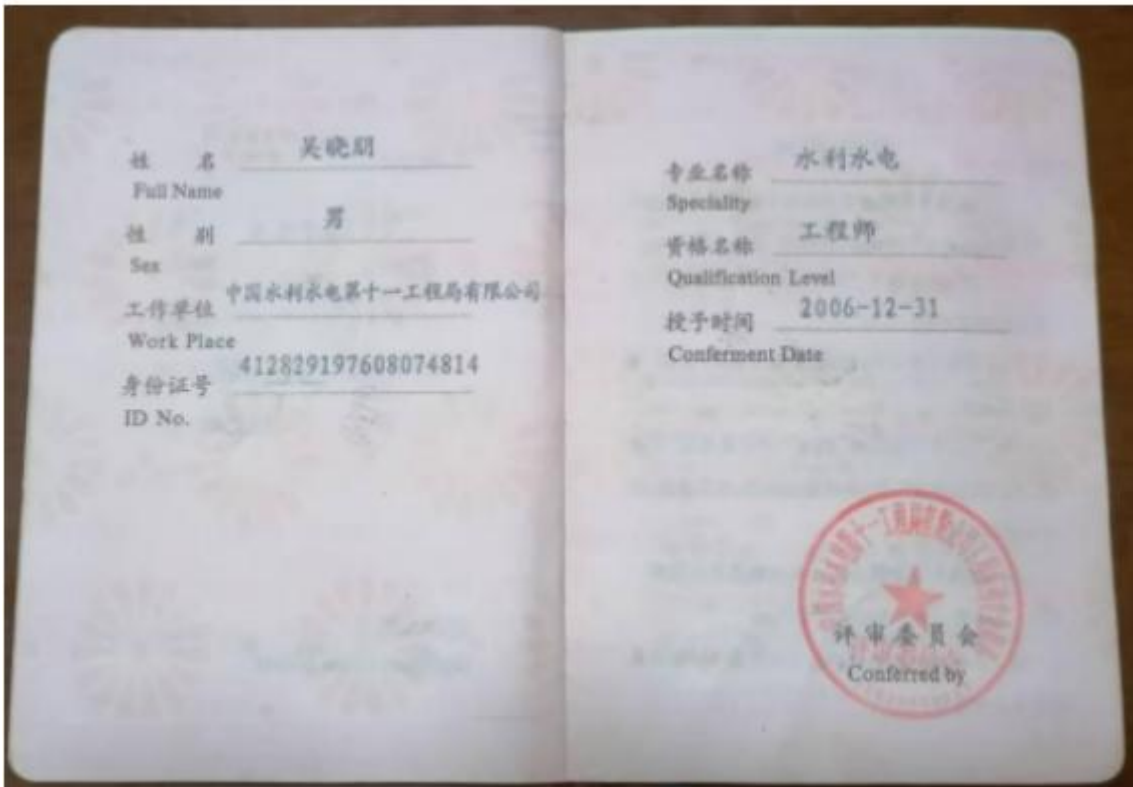 姓 名 吴晓朋
Full Name
性 别 男
Sex
工作单位 中国水利水电第十一工程局有限公司
Work Place
身份证号 412829197608074814
ID No.
专业名称 水利水电
Speciality
资格名称 工程师
Qualification Level
授予时间 2006-12-31
Conferment Date
评审委员会
Conferred by